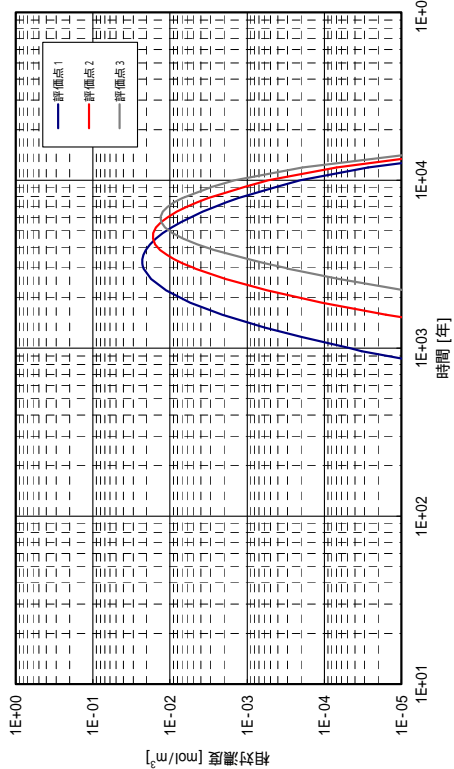 1E+00
1E- 01
1E- 02
1E- 03
1E- 04
1E- 05
相対濃度 [mol/m³]
1E+01
1E+02
1E+03
1E+04
1E+0
時間 [年]
評価点 1
評価点 2
評価点 3